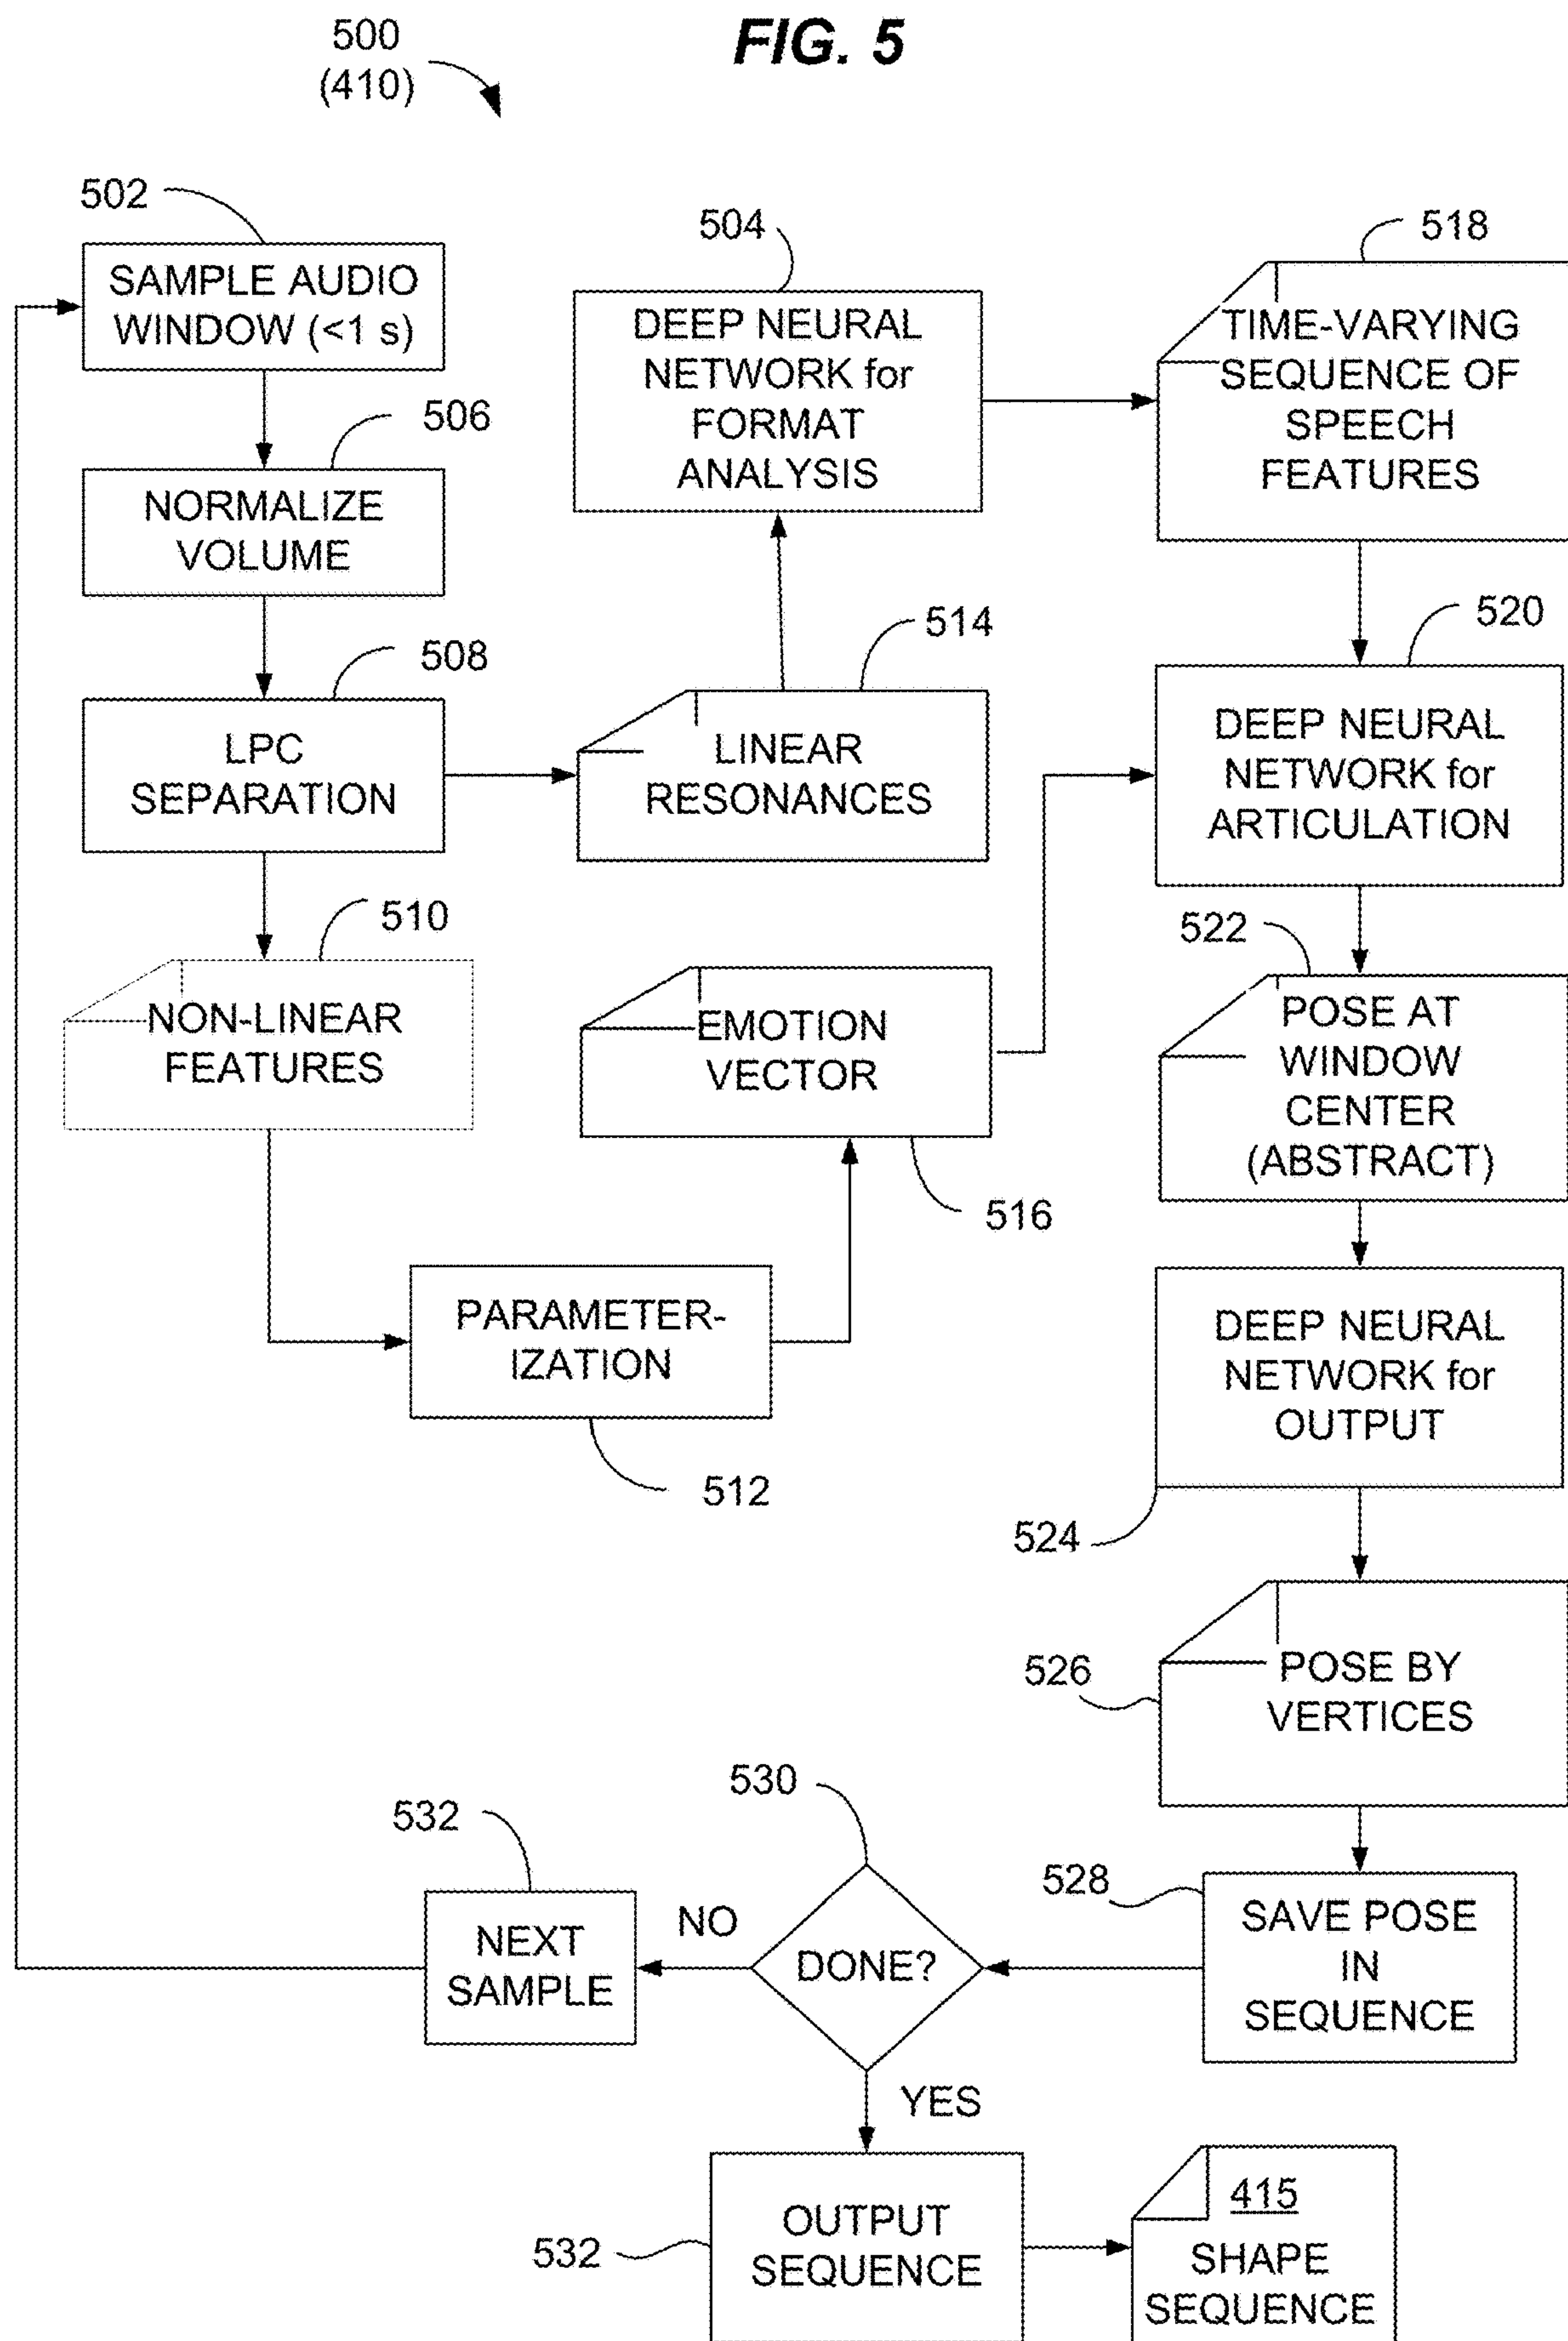 500
(410)
FIG. 5
502
SAMPLE AUDIO
WINDOW (<1 s)
506
NORMALIZE
VOLUME
508
LPC
SEPARATION
510
NON-LINEAR
FEATURES
504
DEEP NEURAL
NETWORK for
FORMAT
ANALYSIS
514
LINEAR
RESONANCES
EMOTION
VECTOR
516
PARAMETER-
IZATION
512
518
TIME-VARYING
SEQUENCE OF
SPEECH
FEATURES
520
DEEP NEURAL
NETWORK for
ARTICULATION
522
POSE AT
WINDOW
CENTER
(ABSTRACT)
DEEP NEURAL
NETWORK for
OUTPUT
524
526
POSE BY
VERTICES
528
SAVE POSE
IN
SEQUENCE
530
DONE?
NO
532
NEXT
SAMPLE
YES
532
OUTPUT
SEQUENCE
415
SHAPE
SEQUENCE